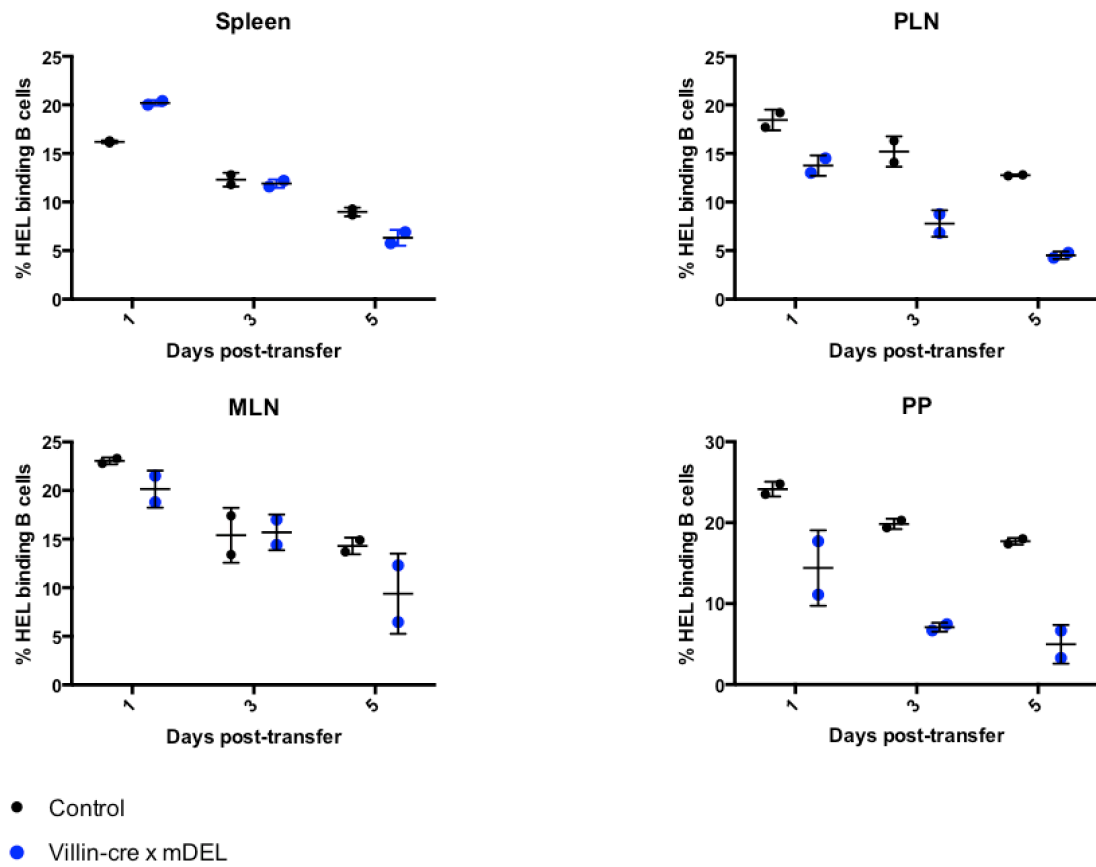 Spleen
25
20
15
10
5
0
% HEL binding B cells
1 3 5
Days post-transfer
PLN
25
20
15
10
5
0
% HEL binding B cells
1 3 5
Days post-transfer
MLN
25
20
15
10
5
0
% HEL binding B cells
1 3 5
Days post-transfer
PP
30
20
10
0
% HEL binding B cells
1 3 5
Days post-transfer
Control
Villin-cre x mDEL